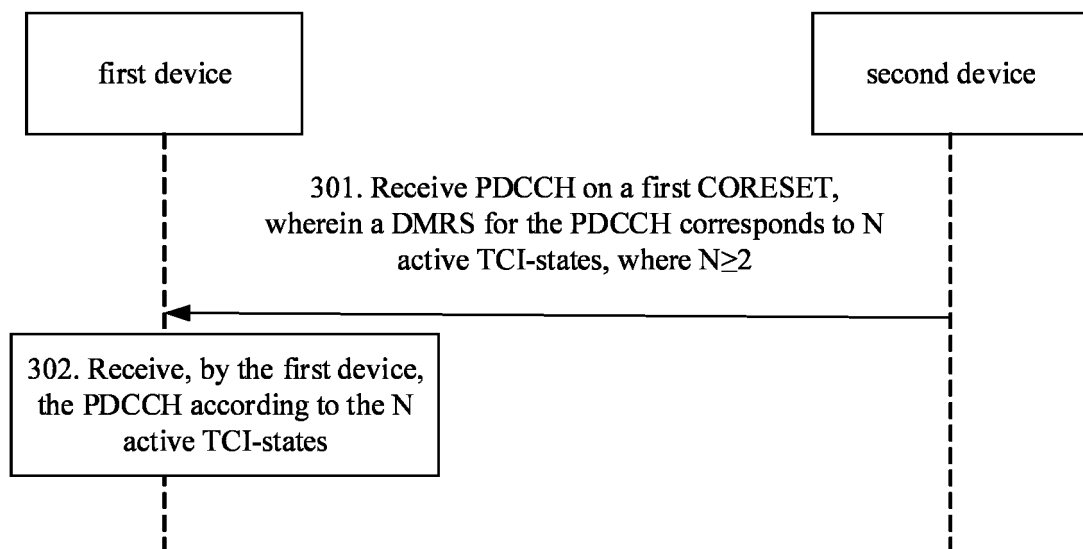 first device
second device
301. Receive PDCCH on a first CORESET,
wherein a DMRS for the PDCCH corresponds to N
active TCI-states, where N≥2
302. Receive, by the first device,
the PDCCH according to the N
active TCI-states